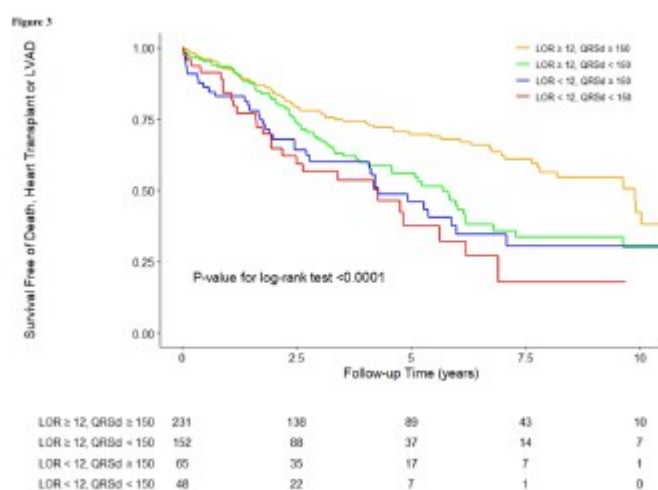 Figure 3
Survival Free of Death, Heart Transplant or LVAD
1.00
0.75
0.50
0.25
0.00
LOR ≥ 12, QRSd ≥ 150
LOR ≥ 12, QRSd < 150
LOR < 12, QRSd ≥ 150
LOR < 12, QRSd < 150
P-value for log-rank test <0.0001
0 2.5 5 7.5 10
Follow-up Time (years)
LOR ≥ 12, QRSd ≥ 150 231 138 89 43 10
LOR ≥ 12, QRSd < 150 152 88 37 14 7
LOR < 12, QRSd ≥ 150 65 35 17 7 1
LOR < 12, QRSd < 150 48 22 7 1 0